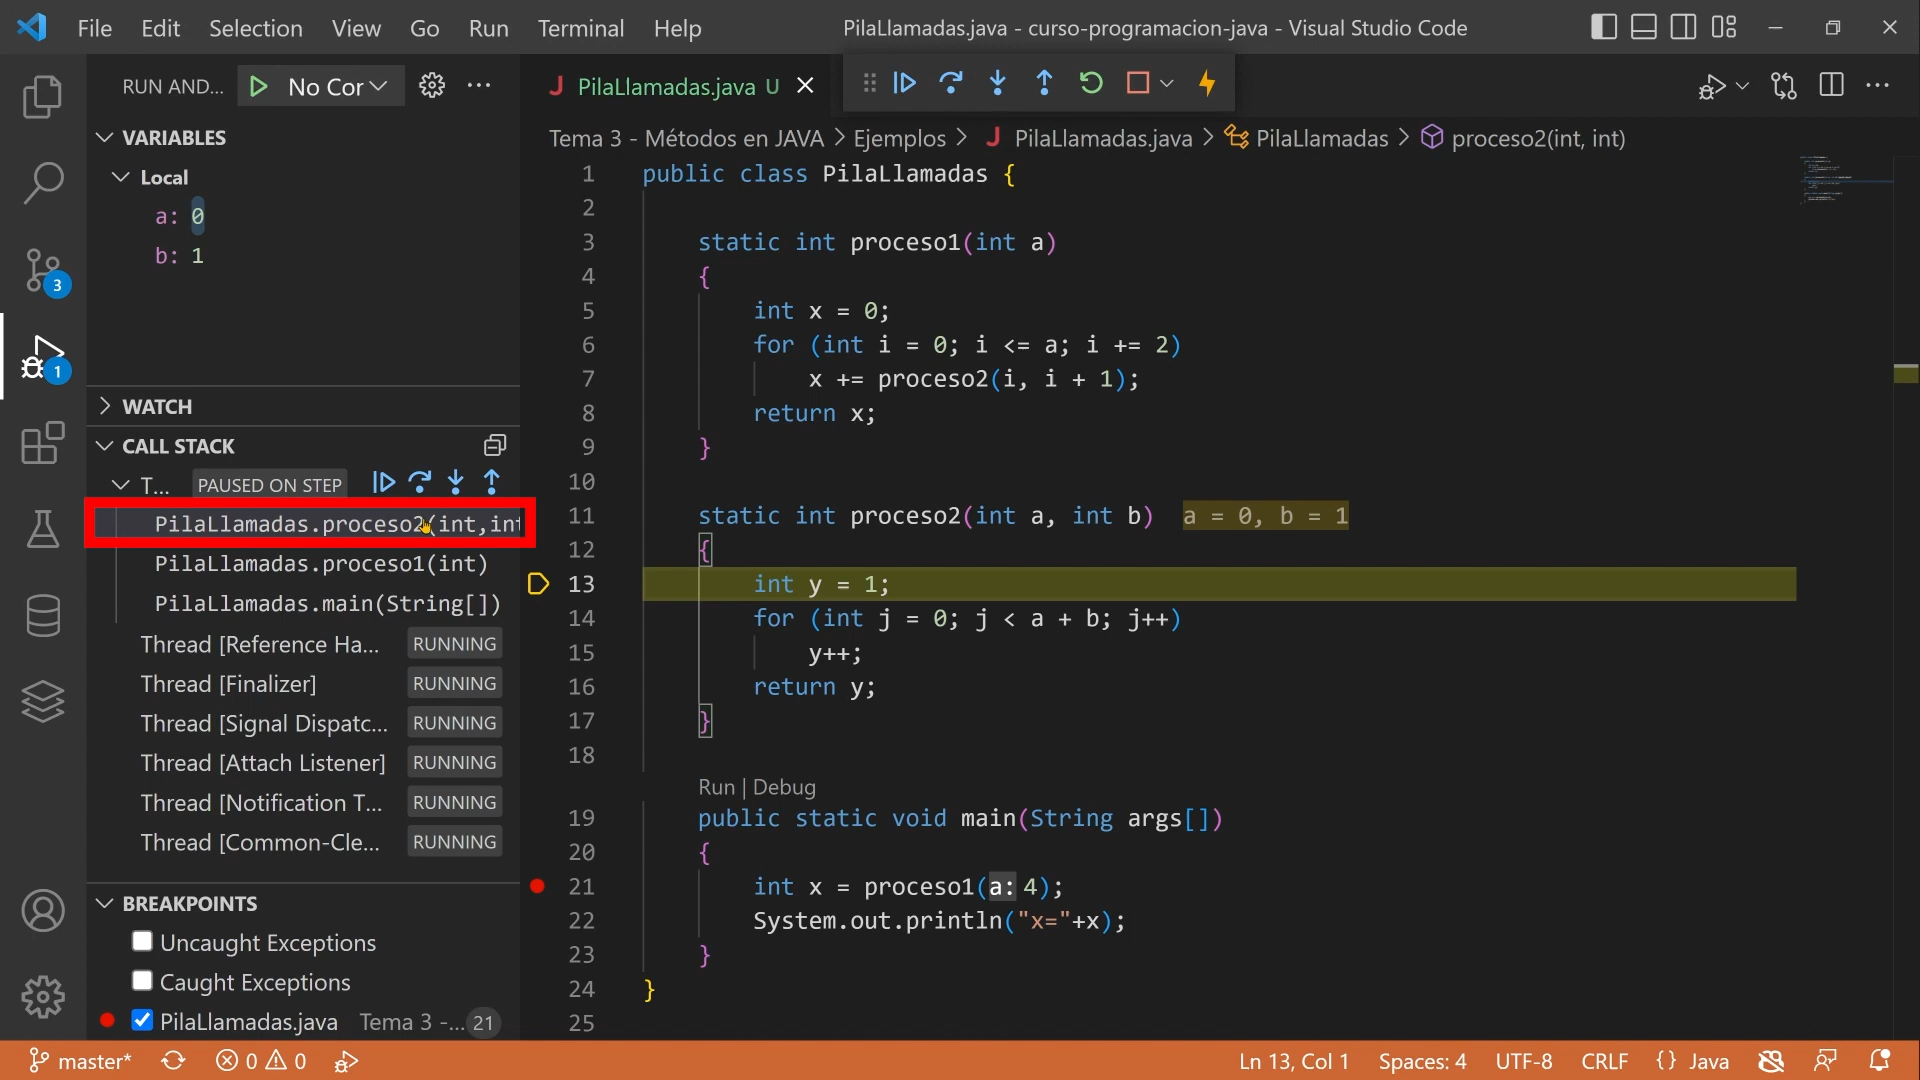 File Edit Selection View Go Run Terminal Help
PilaLlamadas.java - curso-programacion-java - Visual Studio Code
RUN AND...
No Cor
PilaLlamadas.java U
VARIABLES
Local
a: 0
b: 1
WATCH
CALL STACK
T... PAUSED ON STEP
PilaLlamadas.proceso2(int,int
PilaLlamadas.proceso1(int)
PilaLlamadas.main(String[])
Thread [Reference Ha... RUNNING
Thread [Finalizer] RUNNING
Thread [Signal Dispatc... RUNNING
Thread [Attach Listener] RUNNING
Thread [Notification T... RUNNING
Thread [Common-Cle... RUNNING
BREAKPOINTS
Uncaught Exceptions
Caught Exceptions
PilaLlamadas.java Tema 3 -... 21
3
1
Tema 3 - Métodos en JAVA > Ejemplos > J PilaLlamadas.java > PilaLlamadas > proceso2(int, int)
1 public class PilaLlamadas {
2
3 static int proceso1(int a)
4 {
5 int x = 0;
6 for (int i = 0; i <= a; i += 2)
7 x += proceso2(i, i + 1);
8 return x;
9 }
10
11 static int proceso2(int a, int b) a = 0, b = 1
12 {
13 int y = 1;
14 for (int j = 0; j < a + b; j++)
15 y++;
16 return y;
17 }
18
Run | Debug
19 public static void main(String args[])
20 {
21 int x = proceso1(a: 4);
22 System.out.println("x="+x);
23 }
24 }
25
master* 0 0
Ln 13, Col 1 Spaces: 4 UTF-8 CRLF {} Java